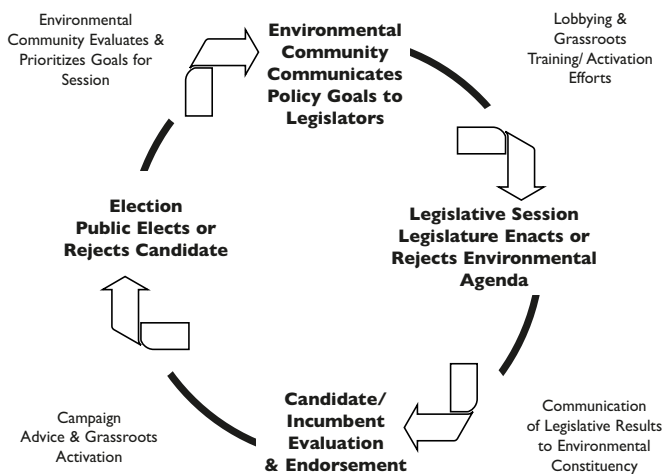 Environmental
Community Evaluates &
Prioritizes Goals for
Session
Environmental
Community
Communicates
Policy Goals to
Legislators
Lobbying &
Grassroots
Training/ Activation
Efforts
Election
Public Elects or
Rejects Candidate
Legislative Session
Legislature Enacts or
Rejects Environmental
Agenda
Campaign
Advice & Grassroots
Activation
Candidate/
Incumbent
Evaluation
& Endorsement
Communication
of Legislative Results
to Environmental
Constituency